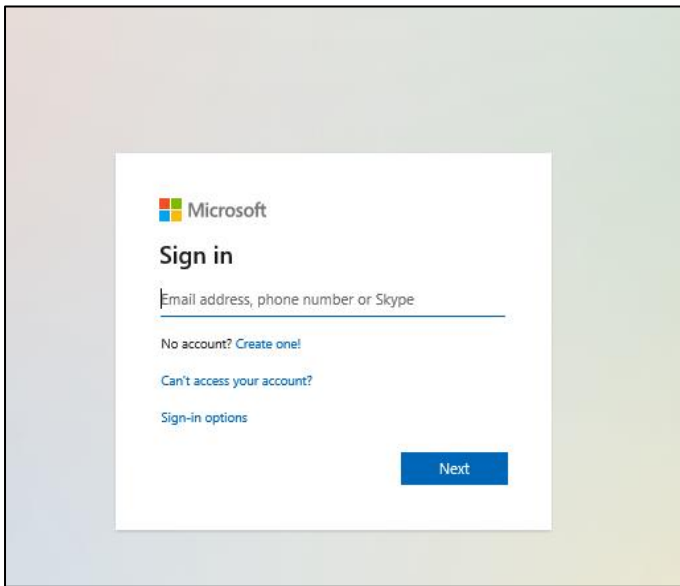 Microsoft
Sign in
Email address, phone number or Skype
No account? Create one!
Can't access your account?
Sign-in options
Next